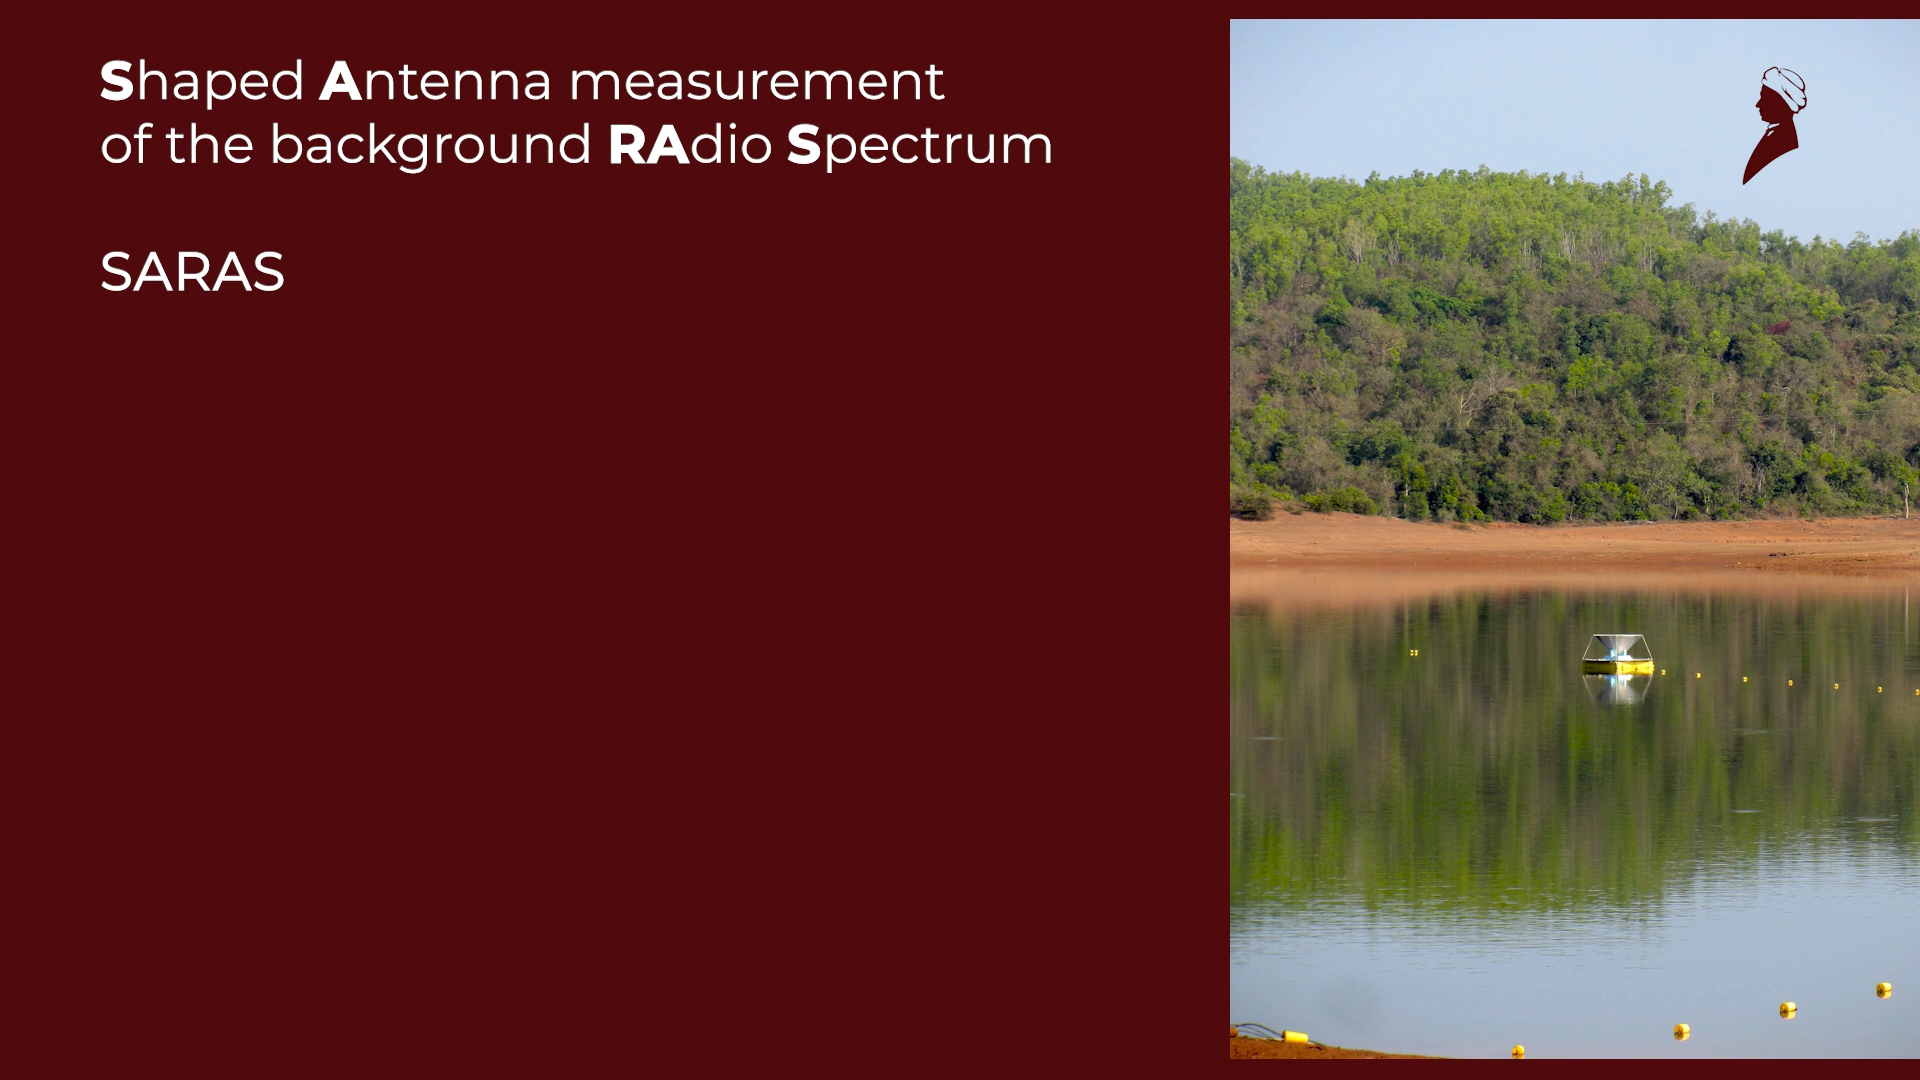 Shaped Antenna measurement
of the background RAdio Spectrum
SARAS